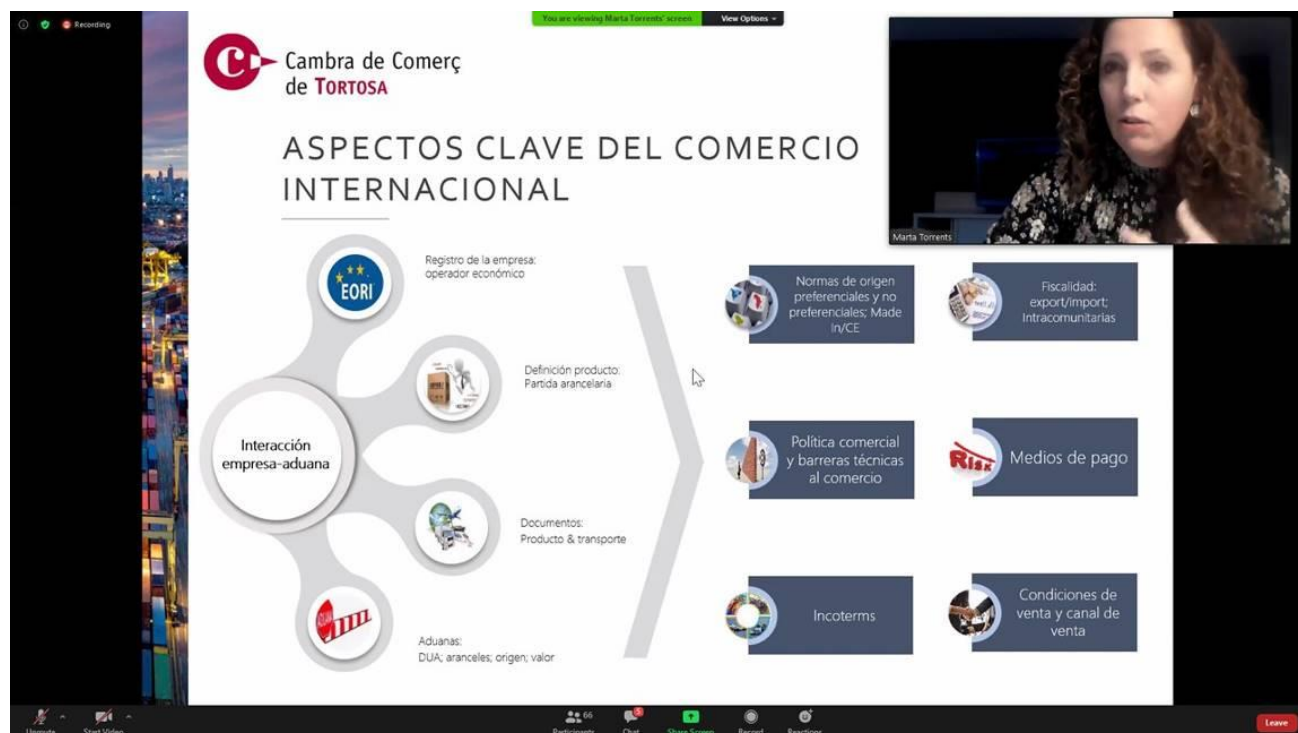 Recording
You are viewing Marta Torrents' screen
View Options
Cambra de Comerç
de TORTOSA
ASPECTOS CLAVE DEL COMERCIO
INTERNACIONAL
Marta Torrents
EORI
Registro de la empresa:
operador económico
Definición producto:
Partida arancelaria
Interacción
empresa-aduana
Documentos:
Producto & transporte
Aduanas:
DUA; aranceles; origen; valor
Normas de origen
preferenciales y no
preferenciales; Made
In/CE
Fiscalidad:
export/import;
Intracomunitarias
Política comercial
y barreras técnicas
al comercio
Risk
Medios de pago
Incoterms
Condiciones de
venta y canal de
venta
Unmute
Start Video
66
Participants
5
Chat
Share Screen
Record
Reactions
Leave